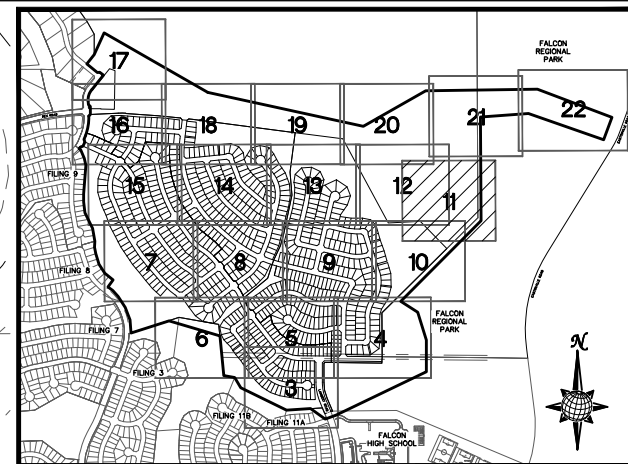 FALCON
REGIONAL
PARK
17
22
21
16
18
19
20
FILING 9
15
14
13
12
11
7
8
9
10
FILING 8
FALCON
REGIONAL
PARK
FILING 7
6
5
4
N
FILING 3
3
FILING 11B
FILING 11A
FALCON
HIGH SCHOOL